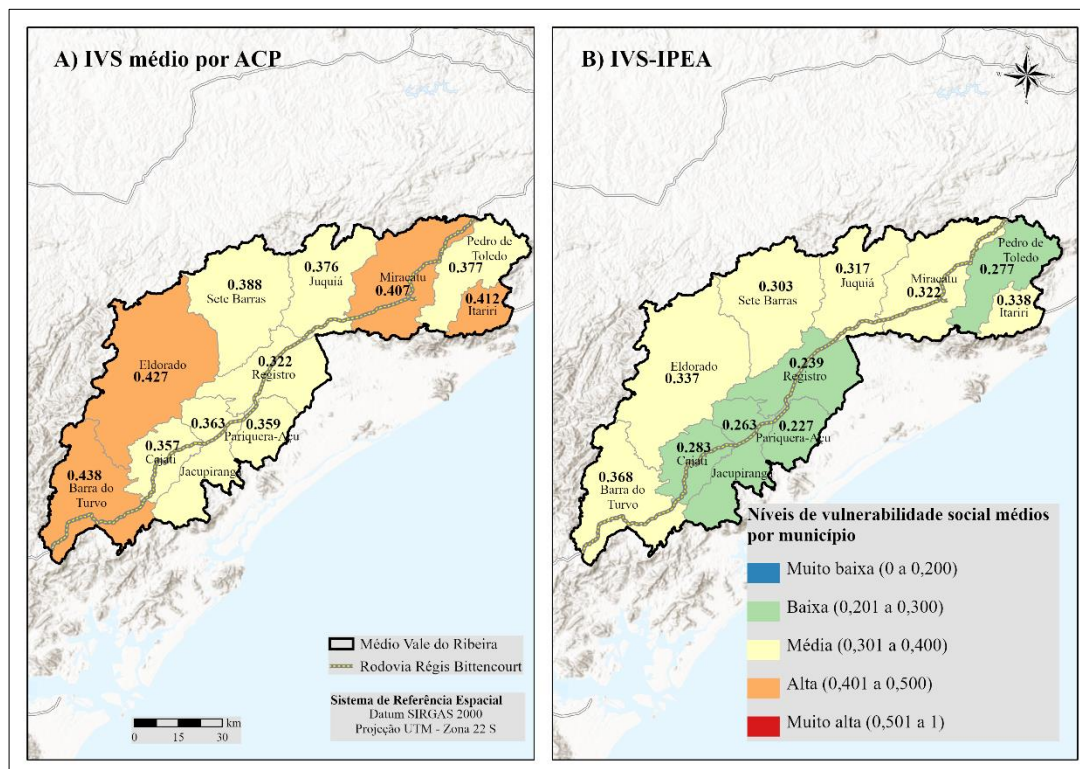 A) IVS médio por ACP
Pedro de
Toledo
0.377
0.376
Juquiá
Miracatu
0.407
0.412
Itariri
0.388
Sete Barras
0.322
Registro
Eldorado
0.427
0.363
0.359
Pariquera-Açu
0.357
Cajati
Jacupiranga
0.438
Barra do
Turvo
Médio Vale do Ribeira
Rodovia Régis Bittencourt
Sistema de Referência Espacial
Datum SIRGAS 2000
Projeção UTM - Zona 22 S
km
0 15 30
B) IVS-IPEA
N
Pedro de
Toledo
0.277
0.317
Juquiá
Miracatu
0.322
0.338
Itariri
0.303
Sete Barras
0.239
Registro
Eldorado
0.337
0.263
0.227
Pariquera-Açu
0.283
Cajati
Jacupiranga
0.368
Barra do
Turvo
Níveis de vulnerabilidade social médios
por município
Muito baixa (0 a 0,200)
Baixa (0,201 a 0,300)
Média (0,301 a 0,400)
Alta (0,401 a 0,500)
Muito alta (0,501 a 1)